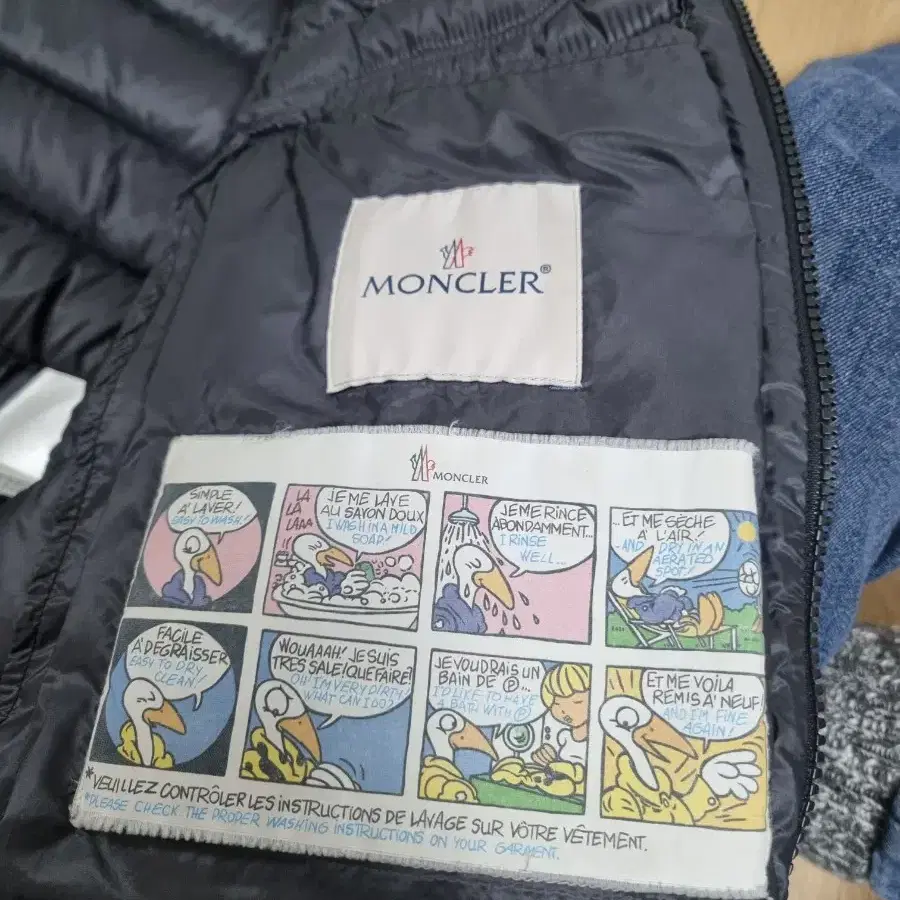 MONCLER®
MONCLER
SIMPLE
A' LAVER!
EASY TO WASH!
LA
LA
LAAA
JE ME LAVE
AU SAVON DOUX
I WASH IN A MILD
SOAP!
JE ME RINCE
ABONDAMMENT...
I RINSE
WELL...
...ET ME SÈCHE
À L'AIR!
...AND DRY IN AN
AERATED
SPOT!
FACILE
A' DÉGRAISSER
EASY TO DRY
CLEAN!
WOUAAAH! JE SUIS
TRES SALE! QUE FAIRE?
OH! I'M VERY DIRTY
WHAT CAN I DO?
JE VOUDRAIS UN
BAIN DE Ⓟ...
I'D LIKE TO HAVE
A BATH WITH Ⓟ
ET ME VOILA
REMIS A' NEUF!
AND I'M FINE
AGAIN!
*VEUILLEZ CONTRÔLER LES INSTRUCTIONS DE LAVAGE SUR VÔTRE VÊTEMENT.
*PLEASE CHECK THE PROPER WASHING INSTRUCTIONS ON YOUR GARMENT.